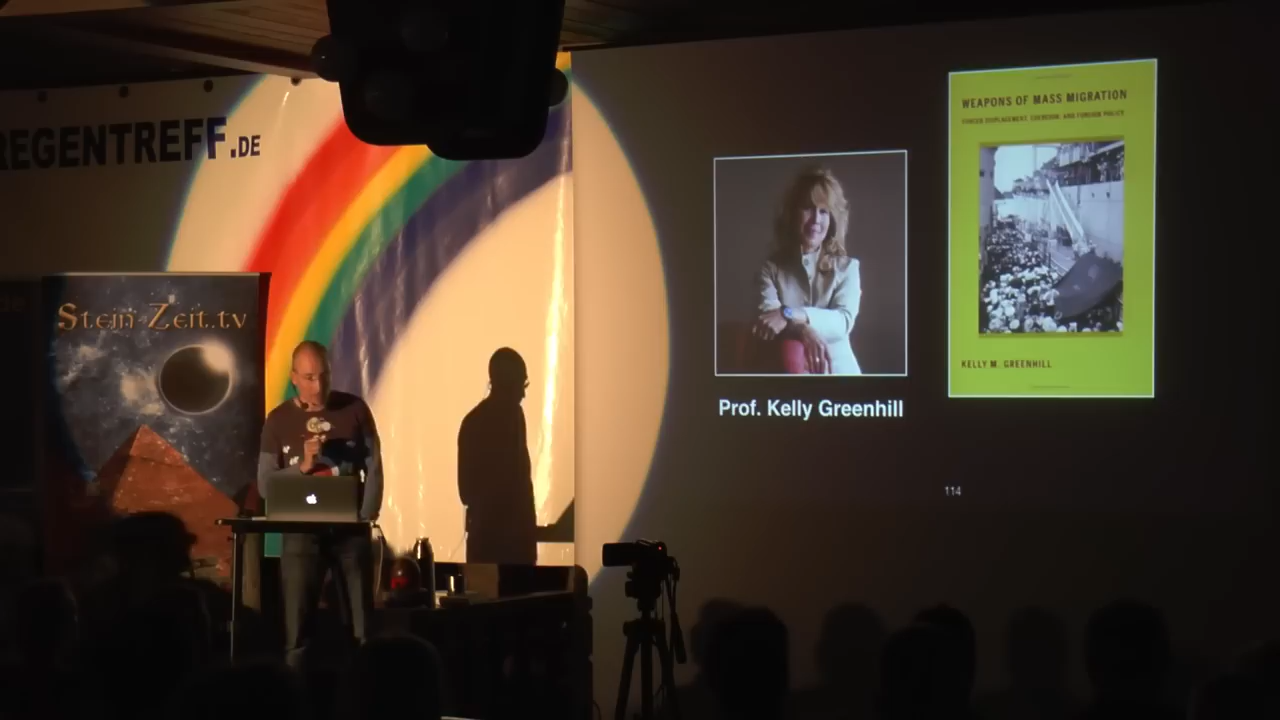 REGENTREFF.DE
Stein-Zeit.tv
Prof. Kelly Greenhill
WEAPONS OF MASS MIGRATION
FORCED DISPLACEMENT, COERCION, AND FOREIGN POLICY
KELLY M. GREENHILL
114